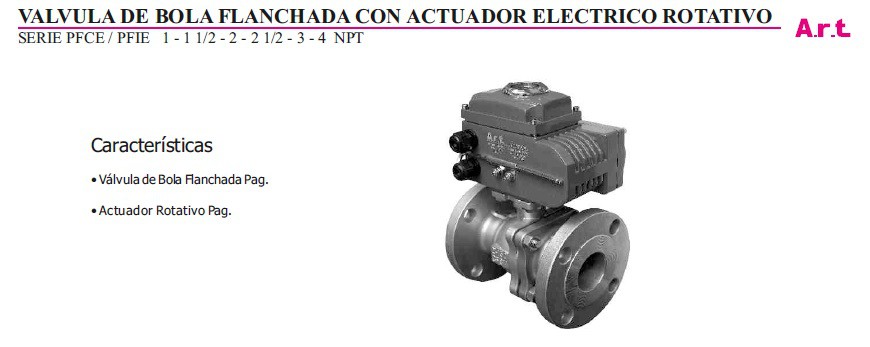 VALVULA DE BOLA FLANCHADA CON ACTUADOR ELECTRICO ROTATIVO
A.r.t.
SERIE PFCE / PFIE 1 - 1 1/2 - 2 - 2 1/2 - 3 - 4 NPT
Características
• Válvula de Bola Flanchada Pag.
• Actuador Rotativo Pag.
A.r.t.